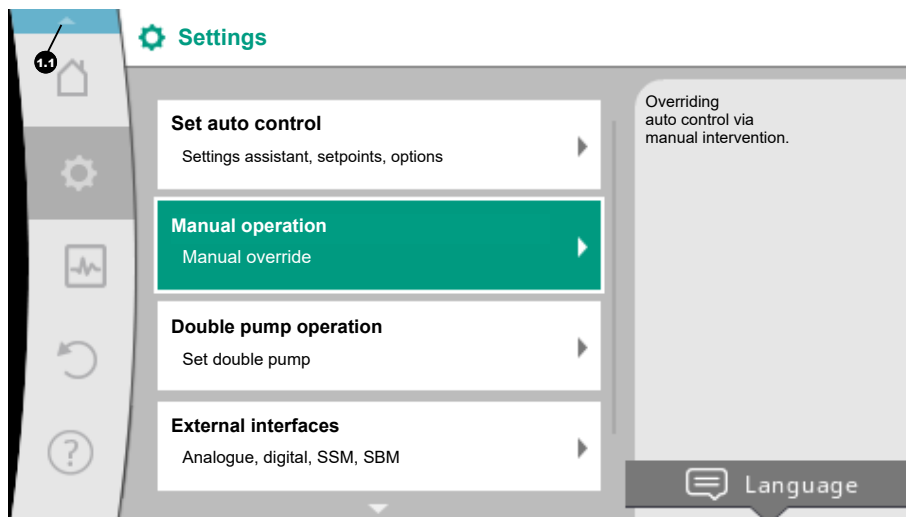 1.1
Settings
Set auto control
Settings assistant, setpoints, options
Manual operation
Manual override
Double pump operation
Set double pump
External interfaces
Analogue, digital, SSM, SBM
Overriding
auto control via
manual intervention.
?
Language